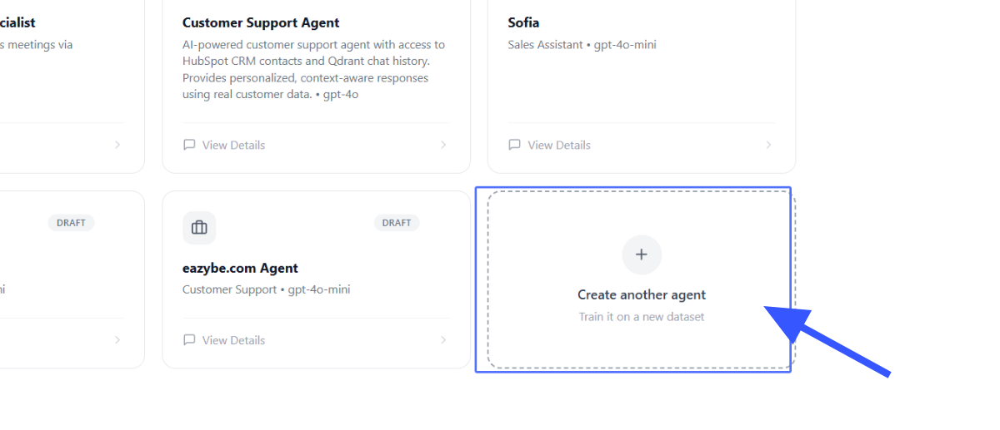 cialist
s meetings via
Customer Support Agent
AI-powered customer support agent with access to
HubSpot CRM contacts and Qdrant chat history.
Provides personalized, context-aware responses
using real customer data. • gpt-4o
View Details
Sofia
Sales Assistant • gpt-4o-mini
View Details
DRAFT
ni
DRAFT
eazybe.com Agent
Customer Support • gpt-4o-mini
View Details
Create another agent
Train it on a new dataset